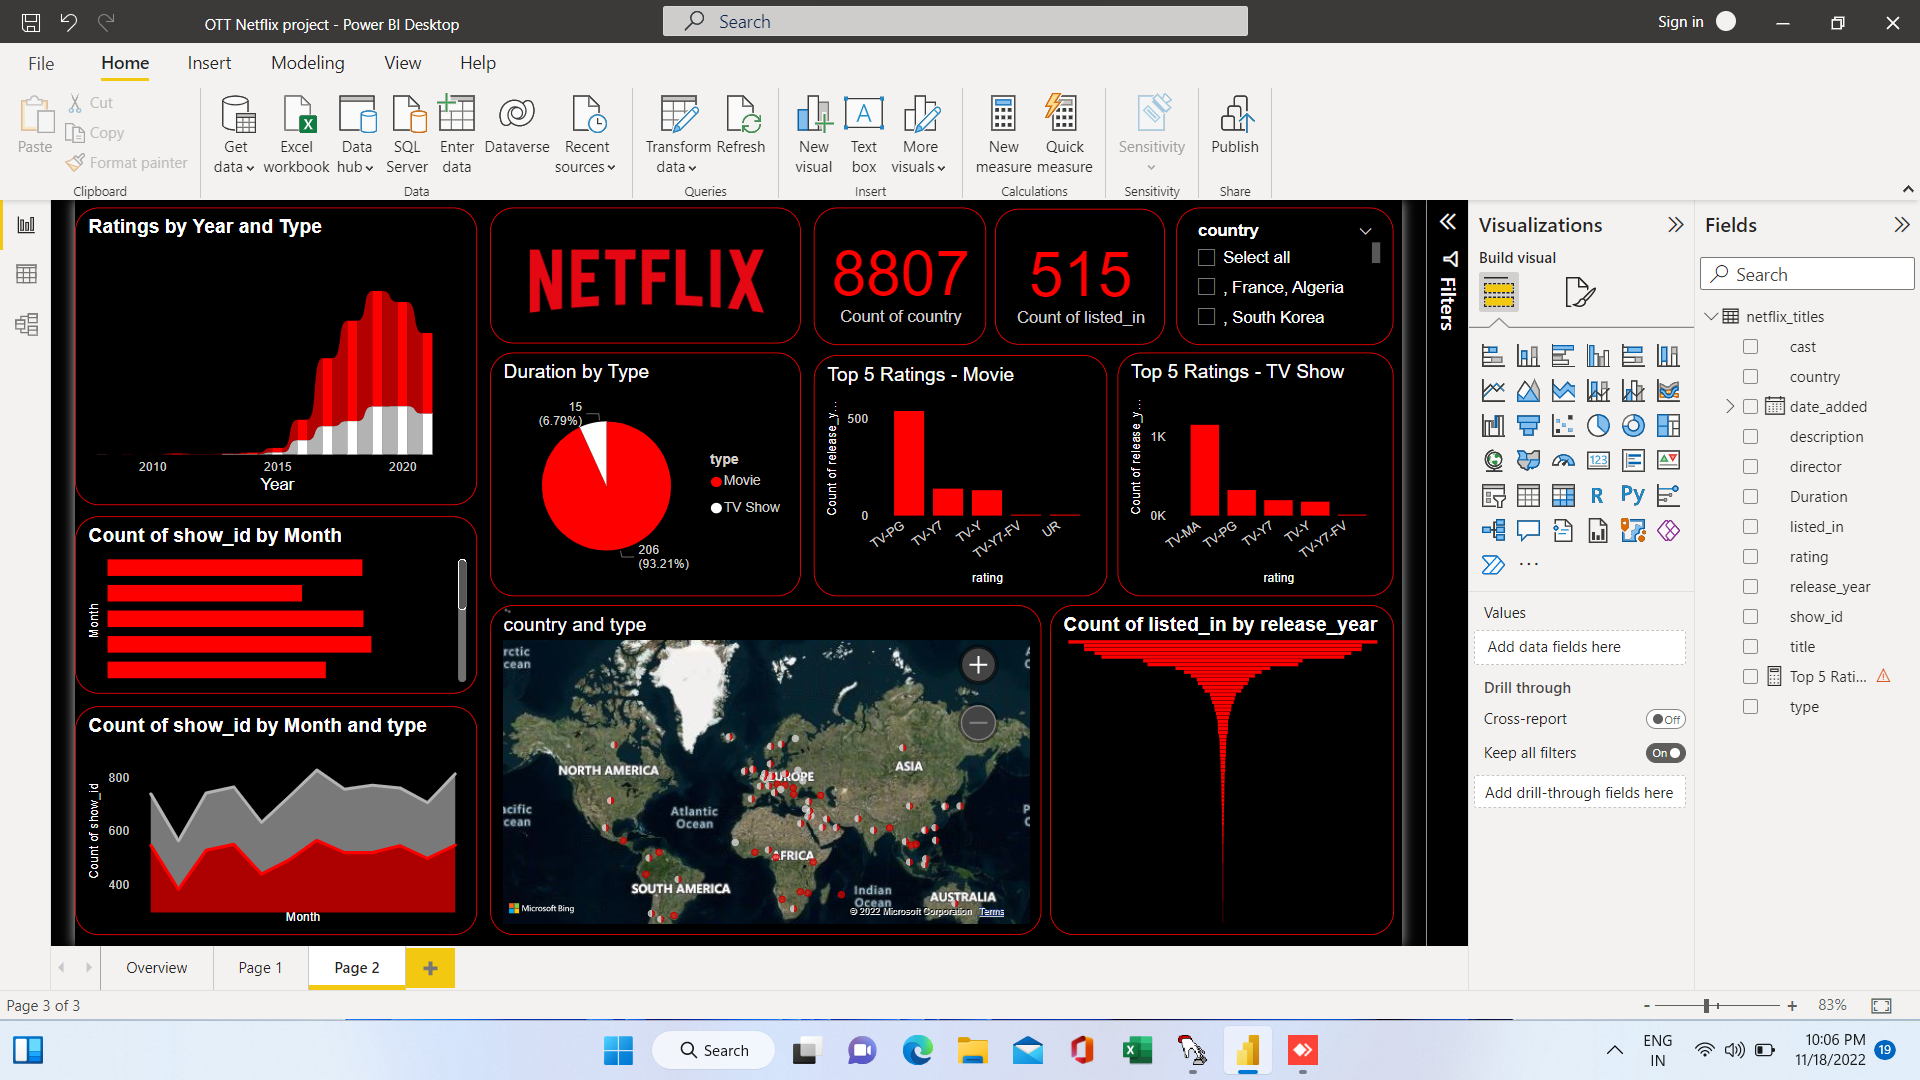 OTT Netflix project - Power BI Desktop
Search
Sign in
File
Home
Insert
Modeling
View
Help
Paste
Cut
Copy
Format painter
Clipboard
Get data
Excel workbook
Data hub
SQL Server
Enter data
Dataverse
Recent sources
Data
Transform data
Refresh
Queries
New visual
Text box
More visuals
Insert
New measure
Quick measure
Calculations
Sensitivity
Sensitivity
Publish
Share
Ratings by Year and Type
2010
2015
2020
Year
NETFLIX
8807
Count of country
515
Count of listed_in
country
Select all
, France, Algeria
, South Korea
Count of show_id by Month
Month
Duration by Type
15
(6.79%)
206
(93.21%)
type
Movie
TV Show
Top 5 Ratings - Movie
Count of release_y...
500
0
TV-PG
TV-Y7
TV-Y
TV-Y7-FV
UR
rating
Top 5 Ratings - TV Show
Count of release_y...
1K
0K
TV-MA
TV-PG
TV-Y7
TV-Y
TV-Y7-FV
rating
Count of show_id by Month and type
Count of show_id
800
600
400
Month
country and type
rctic
cean
NORTH AMERICA
EUROPE
ASIA
acific
cean
Atlantic
Ocean
AFRICA
SOUTH AMERICA
Indian
Ocean
AUSTRALIA
Microsoft Bing
© 2022 Microsoft Corporation Terms
Count of listed_in by release_year
Filters
Visualizations
Build visual
123
R
Py
...
Values
Add data fields here
Drill through
Cross-report
Off
Keep all filters
On
Add drill-through fields here
Fields
Search
netflix_titles
cast
country
date_added
description
director
Duration
listed_in
rating
release_year
show_id
title
Top 5 Rati...
type
Overview
Page 1
Page 2
+
Page 3 of 3
- + 83%
Search
ENG
IN
10:06 PM
11/18/2022
19